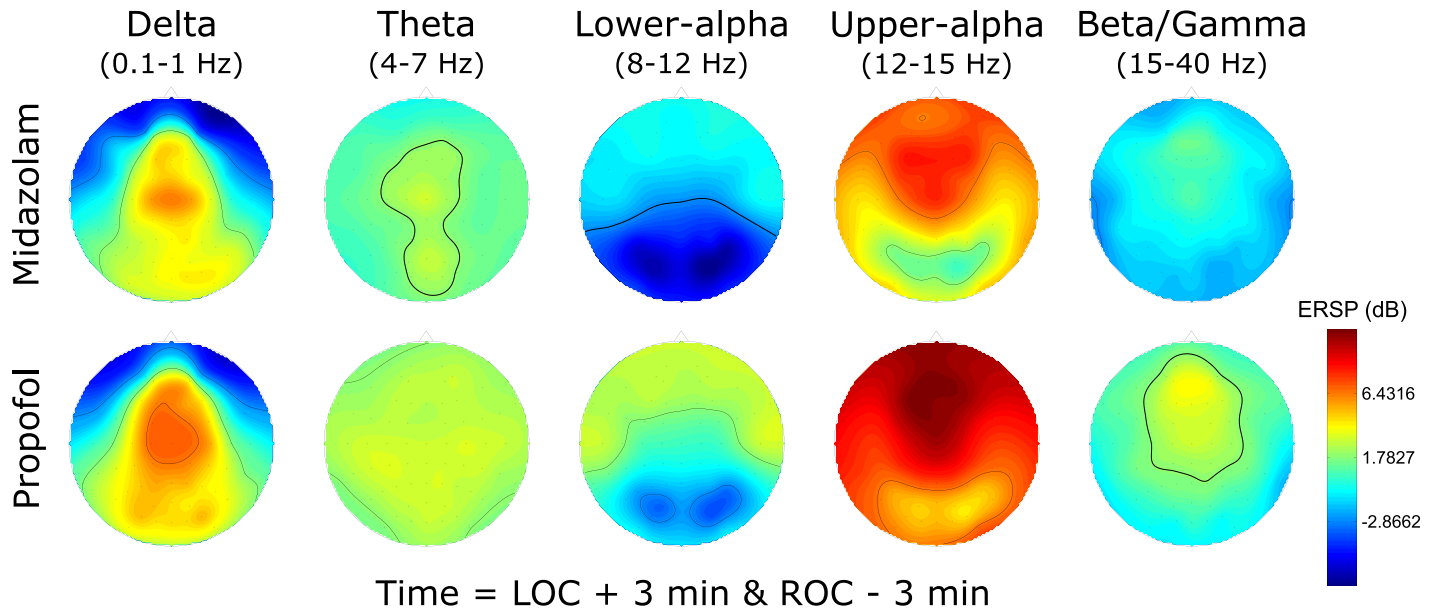 Delta Theta Lower-alpha Upper-alpha Beta/Gamma
(0.1-1 Hz) (4-7 Hz) (8-12 Hz) (12-15 Hz) (15-40 Hz)
Midazolam
Propofol
ERSP (dB)
6.4316
1.7827
-2.8662
Time = LOC + 3 min & ROC - 3 min